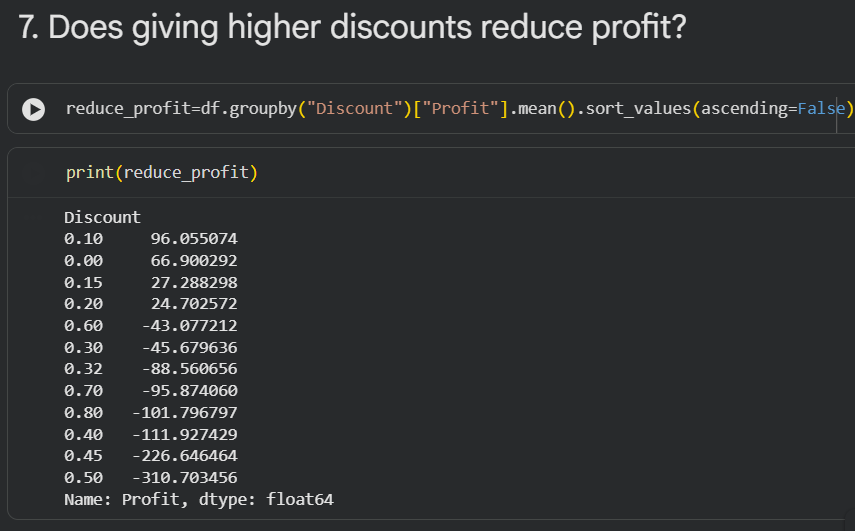 7. Does giving higher discounts reduce profit?
reduce_profit=df.groupby("Discount")["Profit"].mean().sort_values(ascending=False)
print(reduce_profit)
Discount
0.10     96.055074
0.00     66.900292
0.15     27.288298
0.20     24.702572
0.60    -43.077212
0.30    -45.679636
0.32    -88.560656
0.70    -95.874060
0.80   -101.796797
0.40   -111.927429
0.45   -226.646464
0.50   -310.703456
Name: Profit, dtype: float64